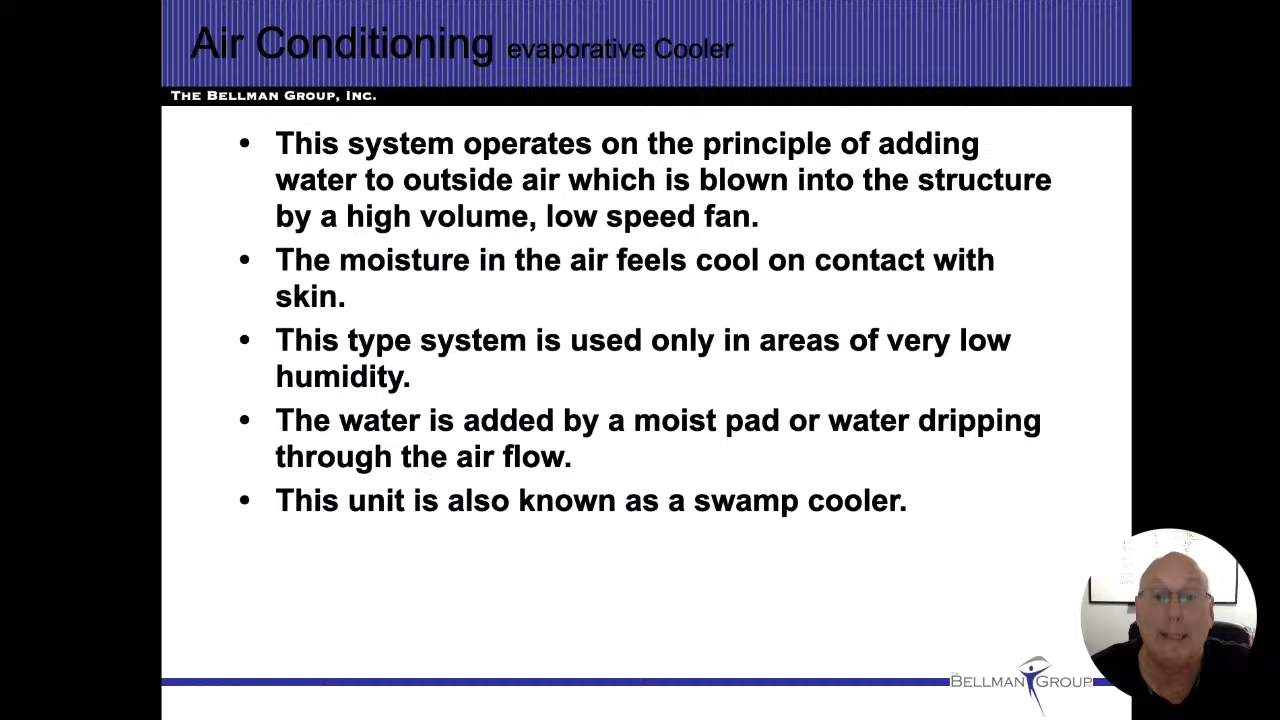 Air Conditioning evaporative Cooler
THE BELLMAN GROUP, INC.
• This system operates on the principle of adding
water to outside air which is blown into the structure
by a high volume, low speed fan.
• The moisture in the air feels cool on contact with
skin.
• This type system is used only in areas of very low
humidity.
• The water is added by a moist pad or water dripping
through the air flow.
• This unit is also known as a swamp cooler.
THE
BELLMAN GROUP